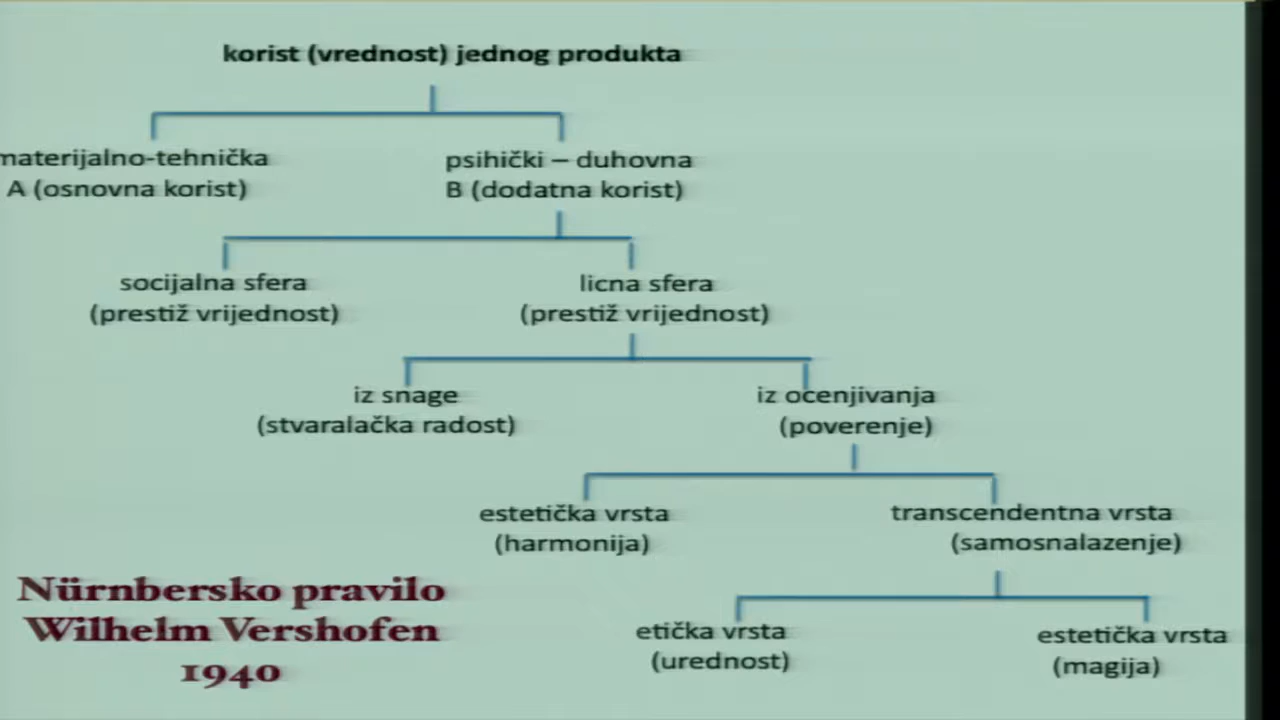 korist (vrednost) jednog produkta
materijalno-tehnička
A (osnovna korist)
psihički – duhovna
B (dodatna korist)
socijalna sfera
(prestiž vrijednost)
licna sfera
(prestiž vrijednost)
iz snage
(stvaralačka radost)
iz ocenjivanja
(poverenje)
estetička vrsta
(harmonija)
transcendentna vrsta
(samosnalazenje)
etička vrsta
(urednost)
estetička vrsta
(magija)
Nürnbersko pravilo
Wilhelm Vershofen
1940